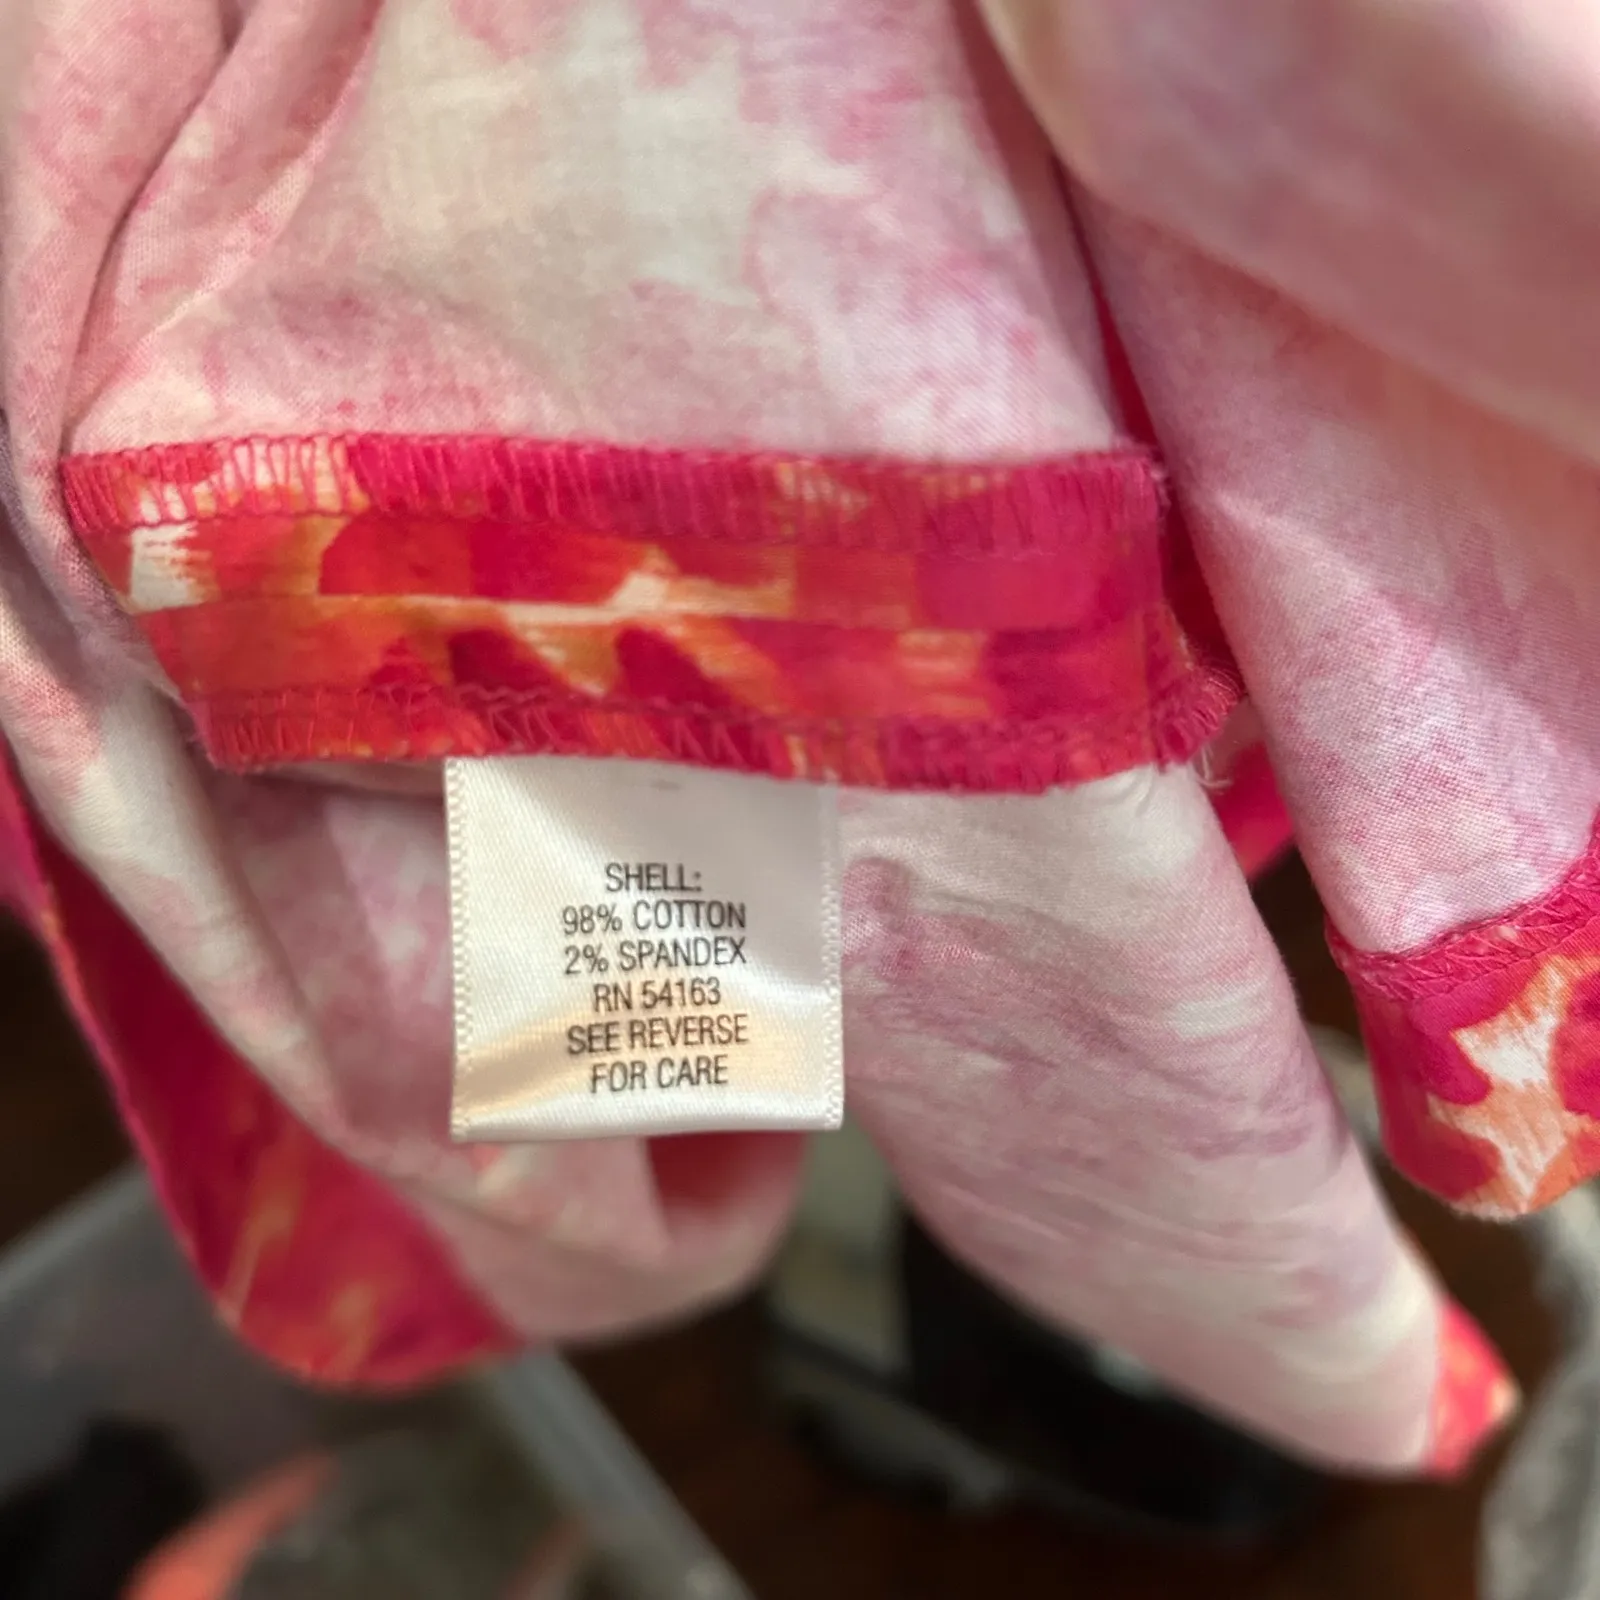 SHELL:
98% COTTON
2% SPANDEX
RN 54163
SEE REVERSE
FOR CARE